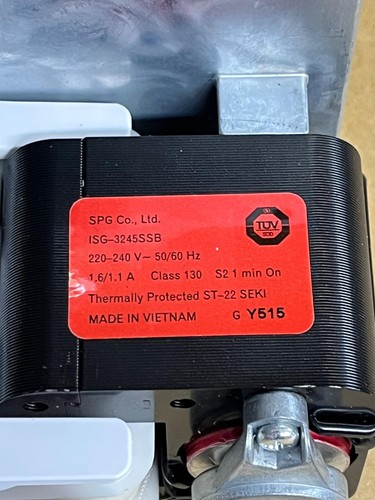 SPG Co., Ltd.
ISG-3245SSB
220-240 V~ 50/60 Hz
1,6/1,1 A Class 130 S2 1 min On
Thermally Protected ST-22 SEKI
MADE IN VIETNAM G Y515
TÜV